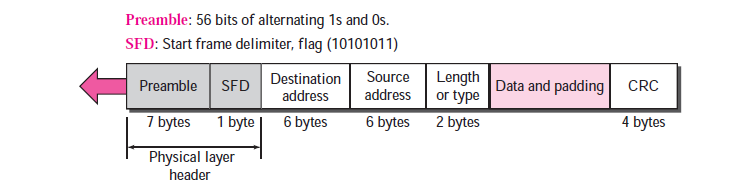 Preamble: 56 bits of alternating 1s and 0s.
SFD: Start frame delimiter, flag (10101011)
Preamble SFD Destination address Source address Length or type Data and padding CRC
7 bytes 1 byte 6 bytes 6 bytes 2 bytes 4 bytes
Physical layer
header